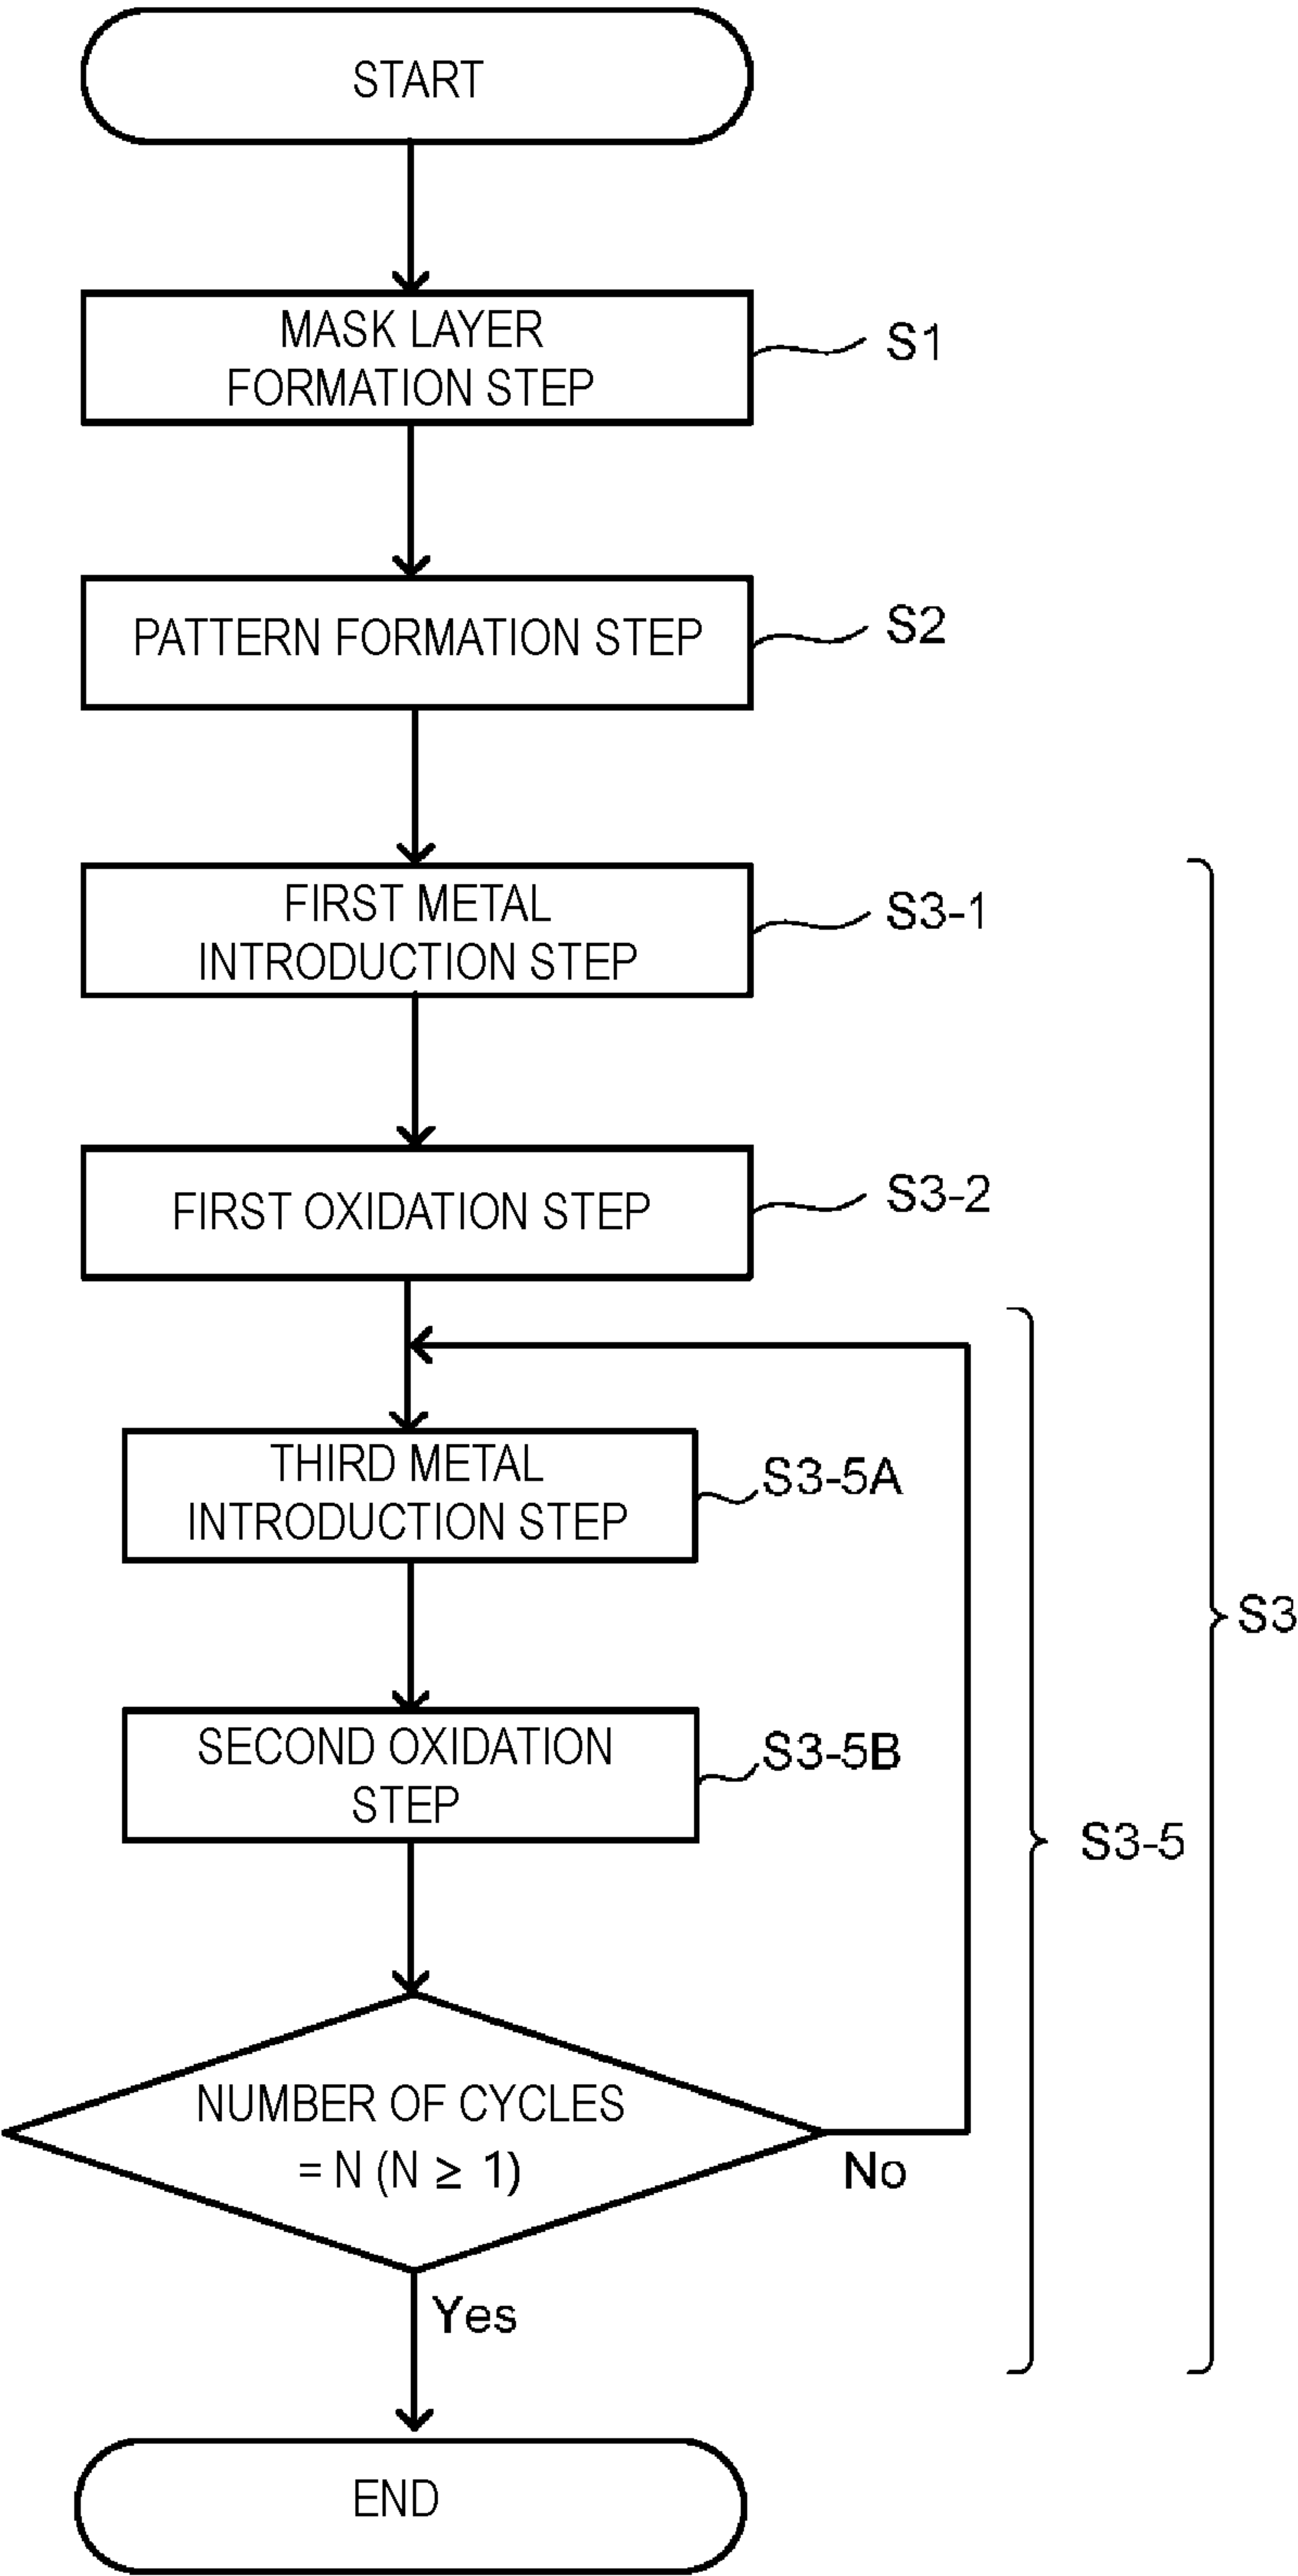 START
MASK LAYER
FORMATION STEP
S1
PATTERN FORMATION STEP
S2
FIRST METAL
INTRODUCTION STEP
S3-1
FIRST OXIDATION STEP
S3-2
THIRD METAL
INTRODUCTION STEP
S3-5A
SECOND OXIDATION
STEP
S3-5B
S3-5
S3
NUMBER OF CYCLES
= N (N ≥ 1)
No
Yes
END